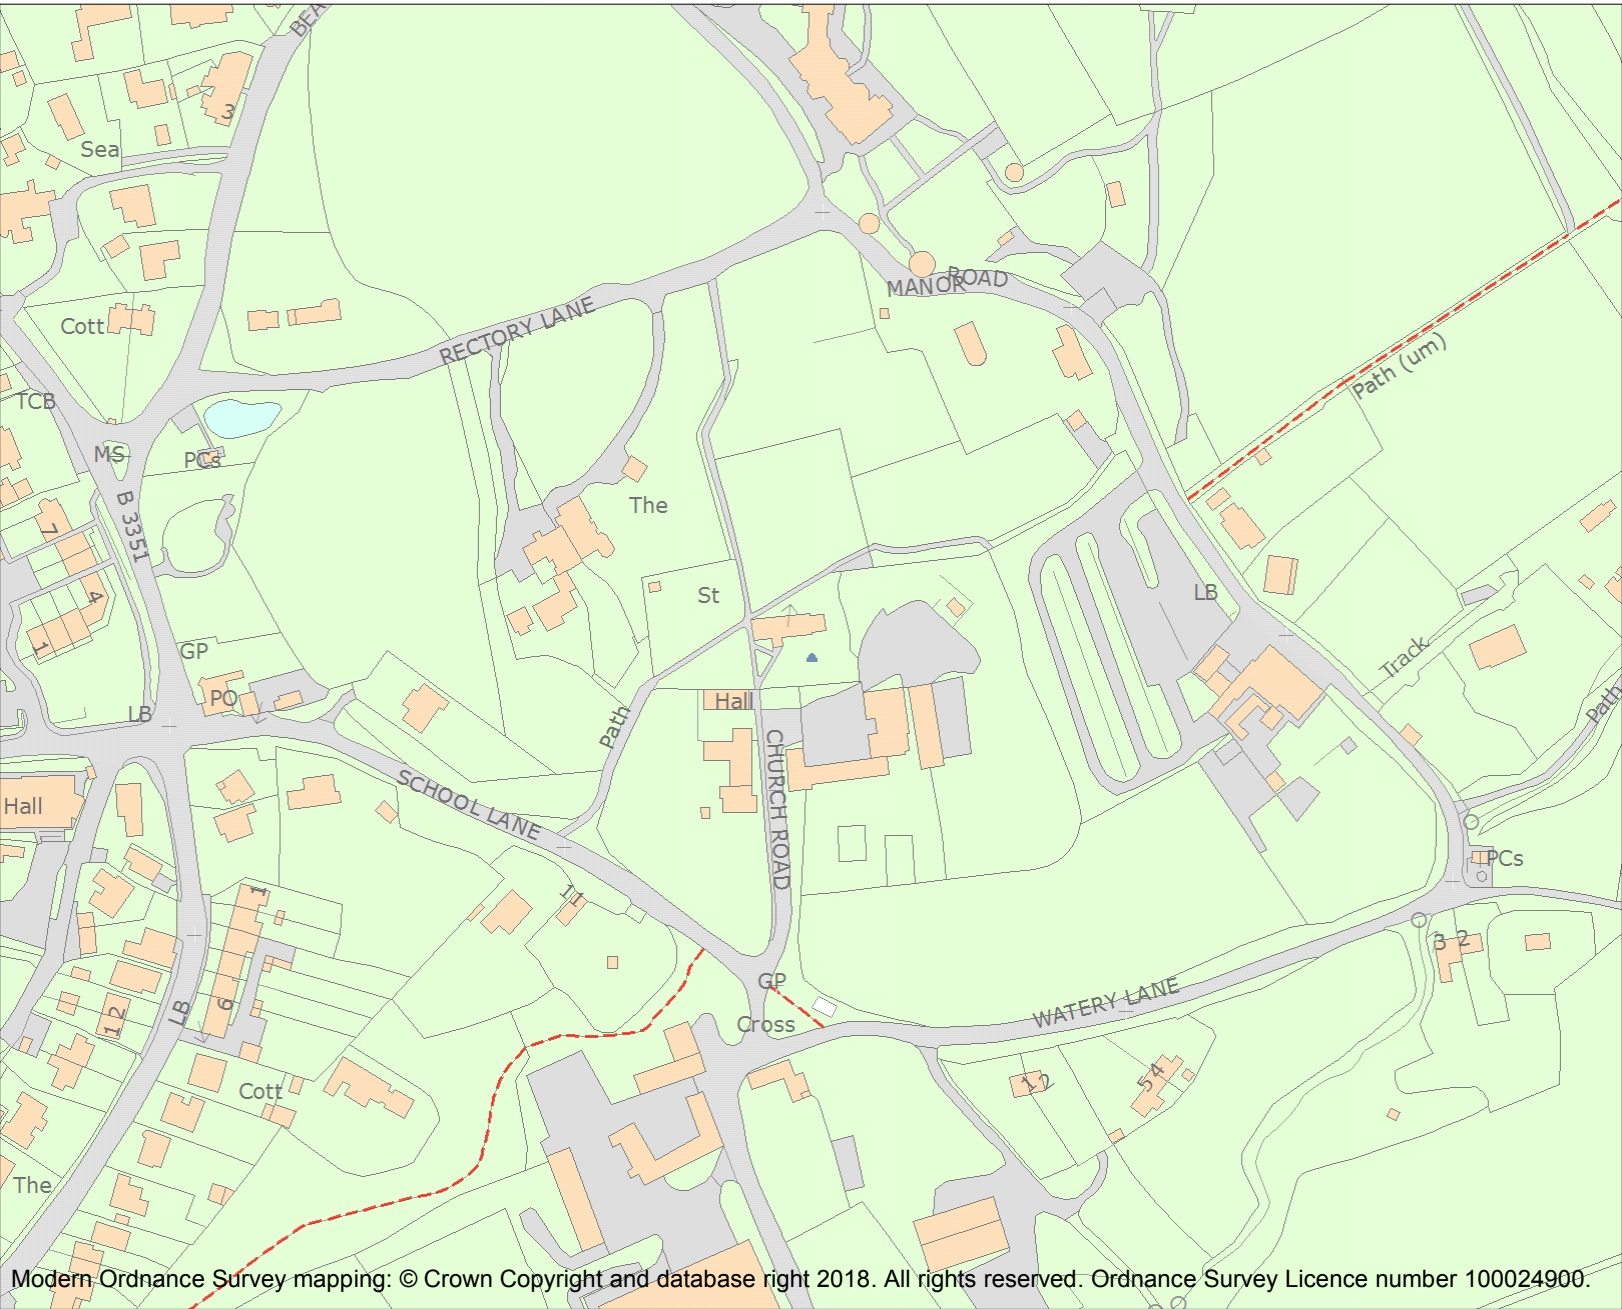 BEA
3
Sea
MANOR ROAD
Cott
RECTORY LANE
Path (um)
TCB
MS
PCs
B 3351
The
7
4
1
St
LB
GP
Track
PO
LB
Hall
Path
Path
CHURCH ROAD
SCHOOL LANE
Hall
PCs
1
11
3 2
GP
WATERY LANE
Cross
LB
6
12
1 2
5 4
Cott
The
Modern Ordnance Survey mapping: © Crown Copyright and database right 2018. All rights reserved. Ordnance Survey Licence number 100024900.